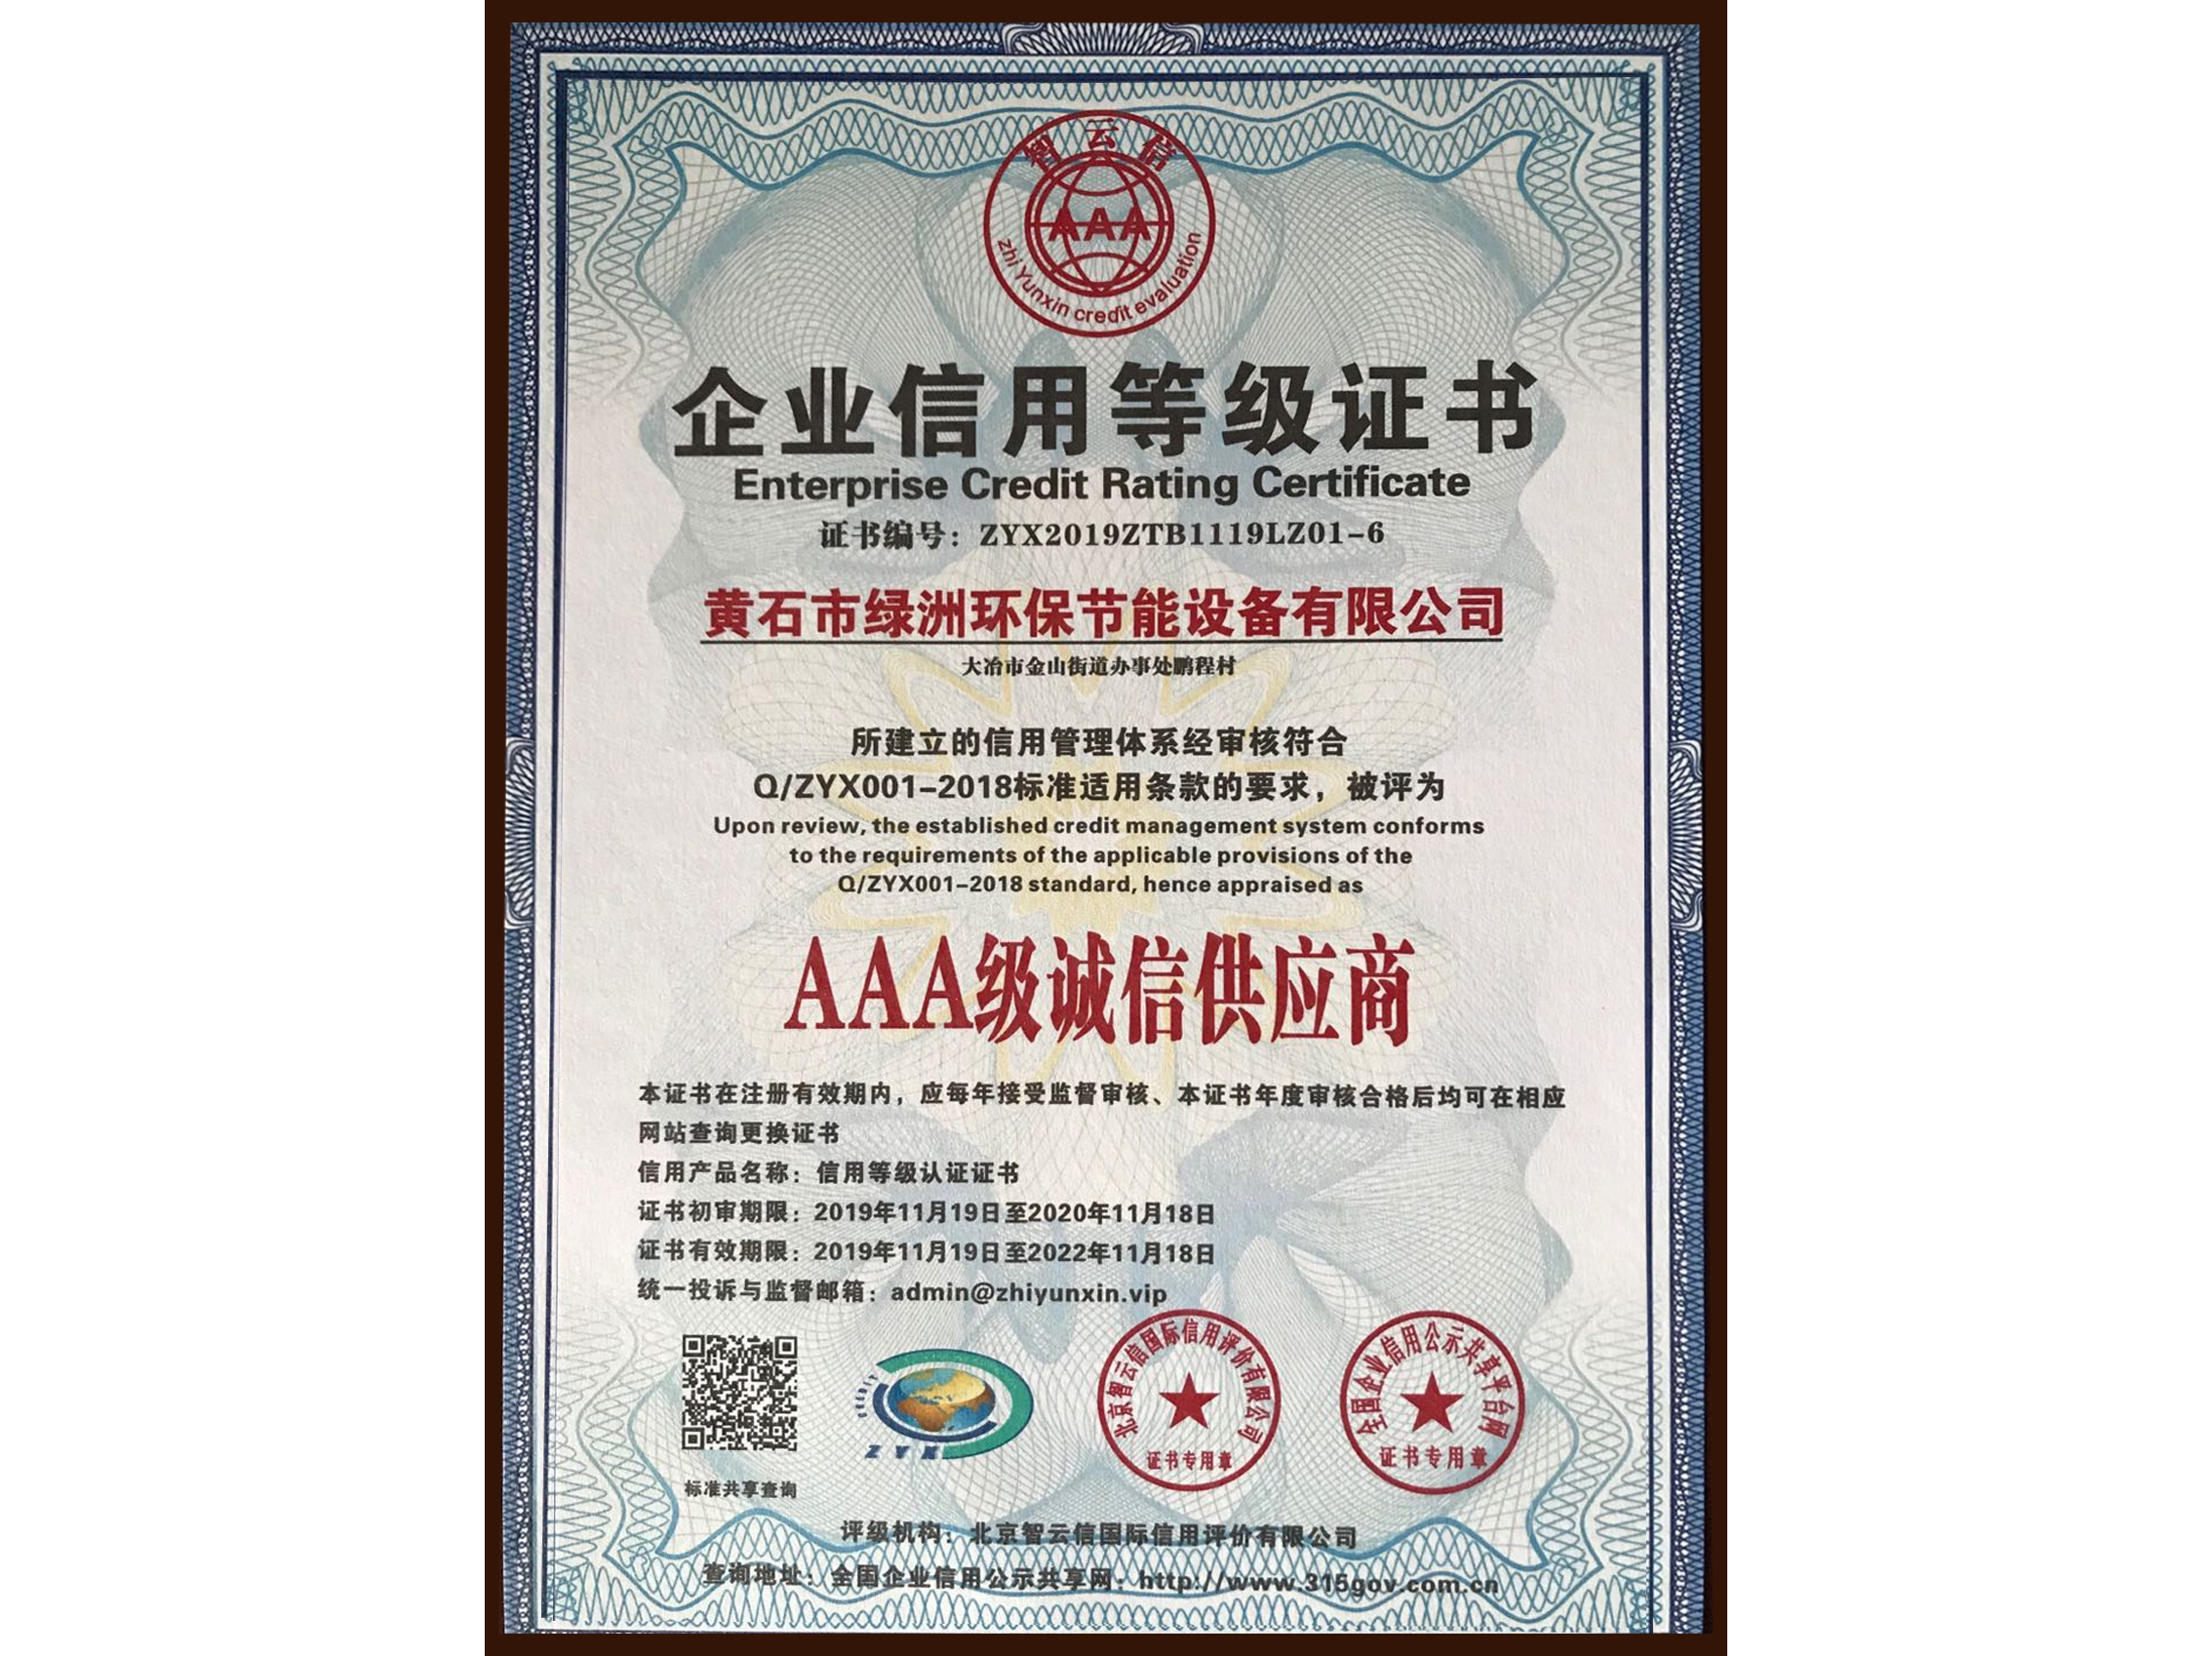 智云信
AAA
zhi Yunxin credit evaluation
企业信用等级证书
Enterprise Credit Rating Certificate
证书编号：ZYX2019ZTB1119LZ01-6
黄石市绿洲环保节能设备有限公司
大冶市金山街道办事处鹏程村
所建立的信用管理体系经审核符合
Q/ZYX001-2018标准适用条款的要求，被评为
Upon review, the established credit management system conforms
to the requirements of the applicable provisions of the
Q/ZYX001-2018 standard, hence appraised as
AAA级诚信供应商
本证书在注册有效期内，应每年接受监督审核、本证书年度审核合格后均可在相应
网站查询更换证书
信用产品名称：信用等级认证证书
证书初审期限：2019年11月19日至2020年11月18日
证书有效期限：2019年11月19日至2022年11月18日
统一投诉与监督邮箱：admin@zhiyunxin.vip
标准共享查询
CREDIT
ZYX
北京智云信国际信用评价有限公司
证书专用章
全国企业信用公示共享平台网
证书专用章
评级机构：北京智云信国际信用评价有限公司
查询地址：全国企业信用公示共享网：http://www.315gov.com.cn